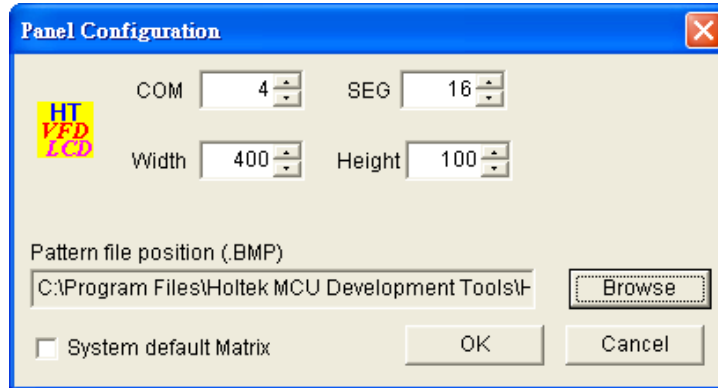 Panel Configuration
COM 4 SEG 16
HT
VFD
LCD
Width 400 Height 100
Pattern file position (.BMP)
C:\Program Files\Holtek MCU Development Tools\H Browse
System default Matrix OK Cancel